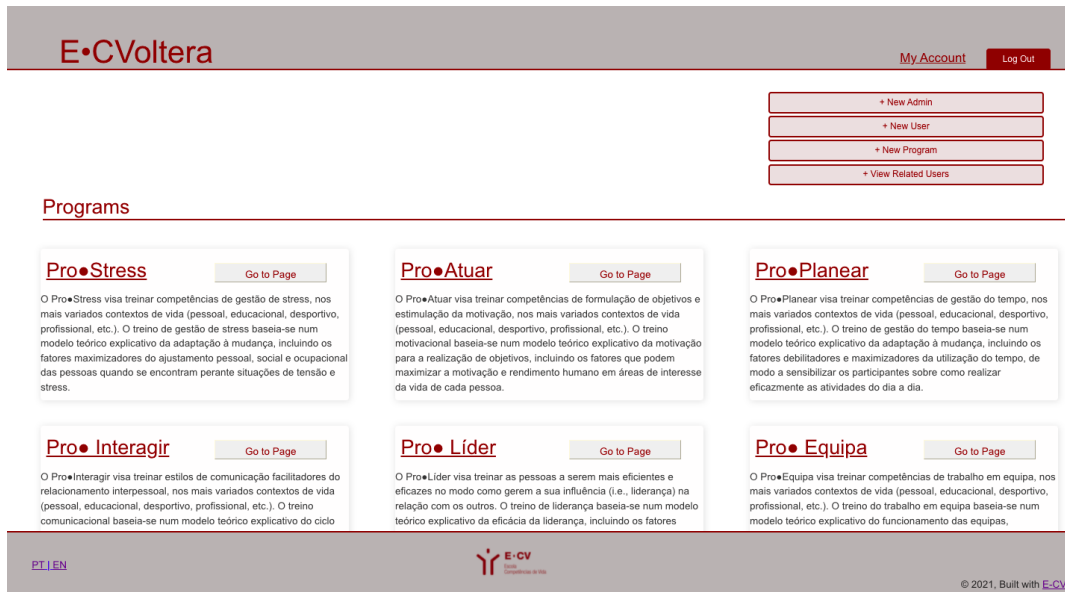 E•CVoltera
My Account
Log Out
+ New Admin
+ New User
+ New Program
+ View Related Users
Programs
Pro●Stress
Go to Page
O Pro●Stress visa treinar competências de gestão de stress, nos
mais variados contextos de vida (pessoal, educacional, desportivo,
profissional, etc.). O treino de gestão de stress baseia-se num
modelo teórico explicativo da adaptação à mudança, incluindo os
fatores maximizadores do ajustamento pessoal, social e ocupacional
das pessoas quando se encontram perante situações de tensão e
stress.
Pro●Atuar
Go to Page
O Pro●Atuar visa treinar competências de formulação de objetivos e
estimulação da motivação, nos mais variados contextos de vida
(pessoal, educacional, desportivo, profissional, etc.). O treino
motivacional baseia-se num modelo teórico explicativo da motivação
para a realização de objetivos, incluindo os fatores que podem
maximizar a motivação e rendimento humano em áreas de interesse
da vida de cada pessoa.
Pro●Planear
Go to Page
O Pro●Planear visa treinar competências de gestão do tempo, nos
mais variados contextos de vida (pessoal, educacional, desportivo,
profissional, etc.). O treino de gestão do tempo baseia-se num
modelo teórico explicativo da adaptação à mudança, incluindo os
fatores debilitadores e maximizadores da utilização do tempo, de
modo a sensibilizar os participantes sobre como realizar
eficazmente as atividades do dia a dia.
Pro● Interagir
Go to Page
O Pro●Interagir visa treinar estilos de comunicação facilitadores do
relacionamento interpessoal, nos mais variados contextos de vida
(pessoal, educacional, desportivo, profissional, etc.). O treino
comunicacional baseia-se num modelo teórico explicativo do ciclo
Pro● Líder
Go to Page
O Pro●Líder visa treinar as pessoas a serem mais eficientes e
eficazes no modo como gerem a sua influência (i.e., liderança) na
relação com os outros. O treino de liderança baseia-se num modelo
teórico explicativo da eficácia da liderança, incluindo os fatores
Pro● Equipa
Go to Page
O Pro●Equipa visa treinar competências de trabalho em equipa, nos
mais variados contextos de vida (pessoal, educacional, desportivo,
profissional, etc.). O treino do trabalho em equipa baseia-se num
modelo teórico explicativo do funcionamento das equipas,
PT | EN
E·CV
Escola
Competências de Vida
© 2021, Built with E-CV